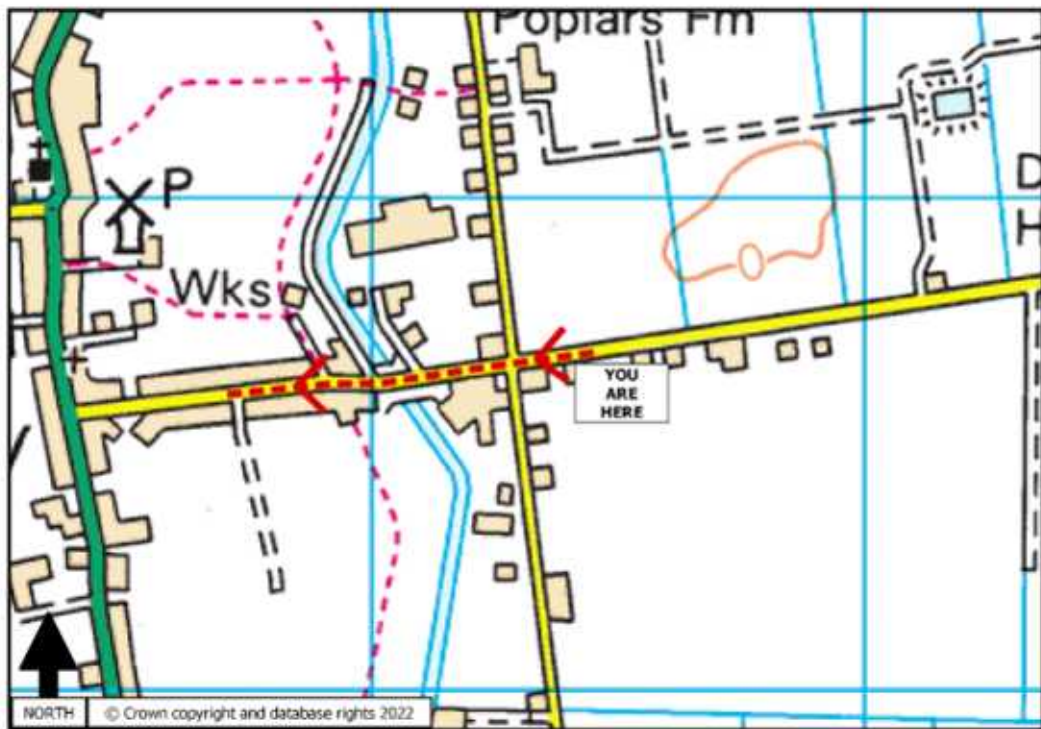 Poplars Fm
P
D
H
Wks
YOU
ARE
HERE
NORTH
© Crown copyright and database rights 2022